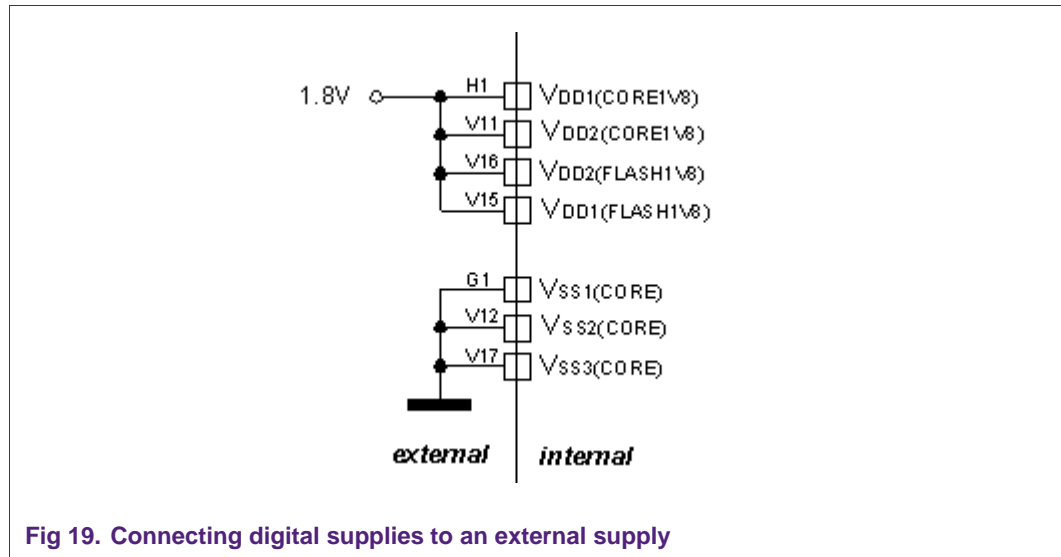 1.8V H1 VDD1(CORE1V8)
V11 VDD2(CORE1V8)
V16 VDD2(FLASH1V8)
V15 VDD1(FLASH1V8)
G1 VSS1(CORE)
V12 VSS2(CORE)
V17 VSS3(CORE)
external internal
Fig 19. Connecting digital supplies to an external supply